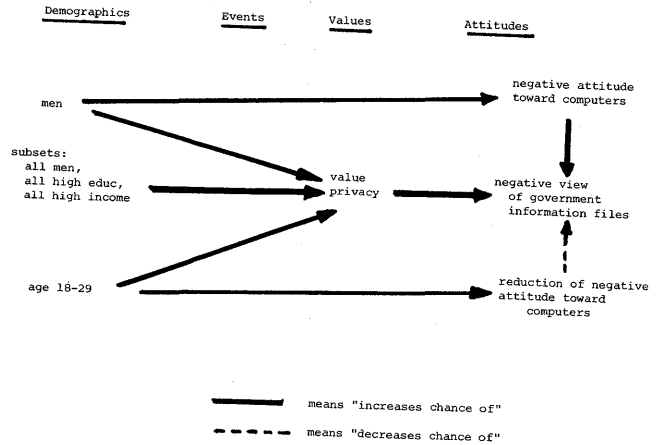 Demographics
Events
Values
Attitudes
men
negative attitude
toward computers
subsets:
all men,
all high educ,
all high income
value
privacy
negative view
of government
information files
age 18-29
reduction of negative
attitude toward
computers
means "increases chance of"
means "decreases chance of"